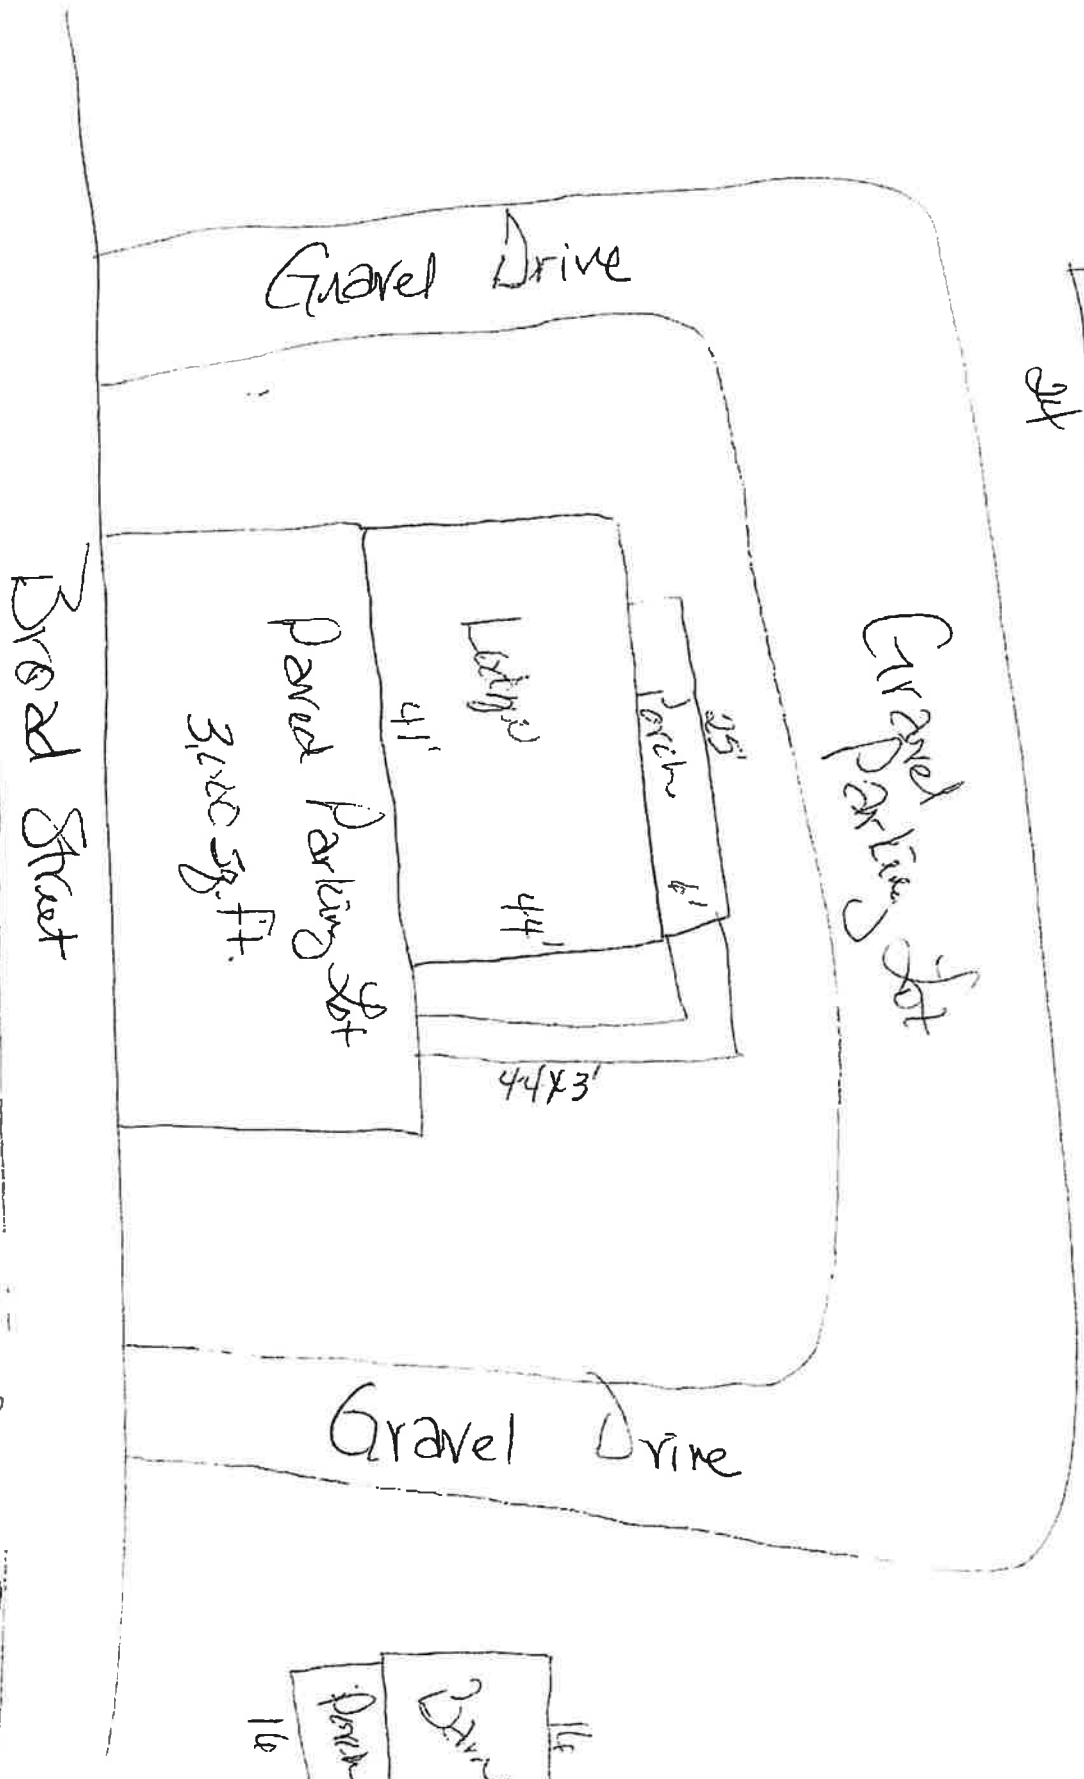 Gravel Drive
24
Gravel
Parking Lot
25'
Porch
6'
Lodge
41'
44'
Paved Parking Lot
3,000 Sq. Ft.
Broad Street
44x3'
Gravel Drive
16
Porch
16